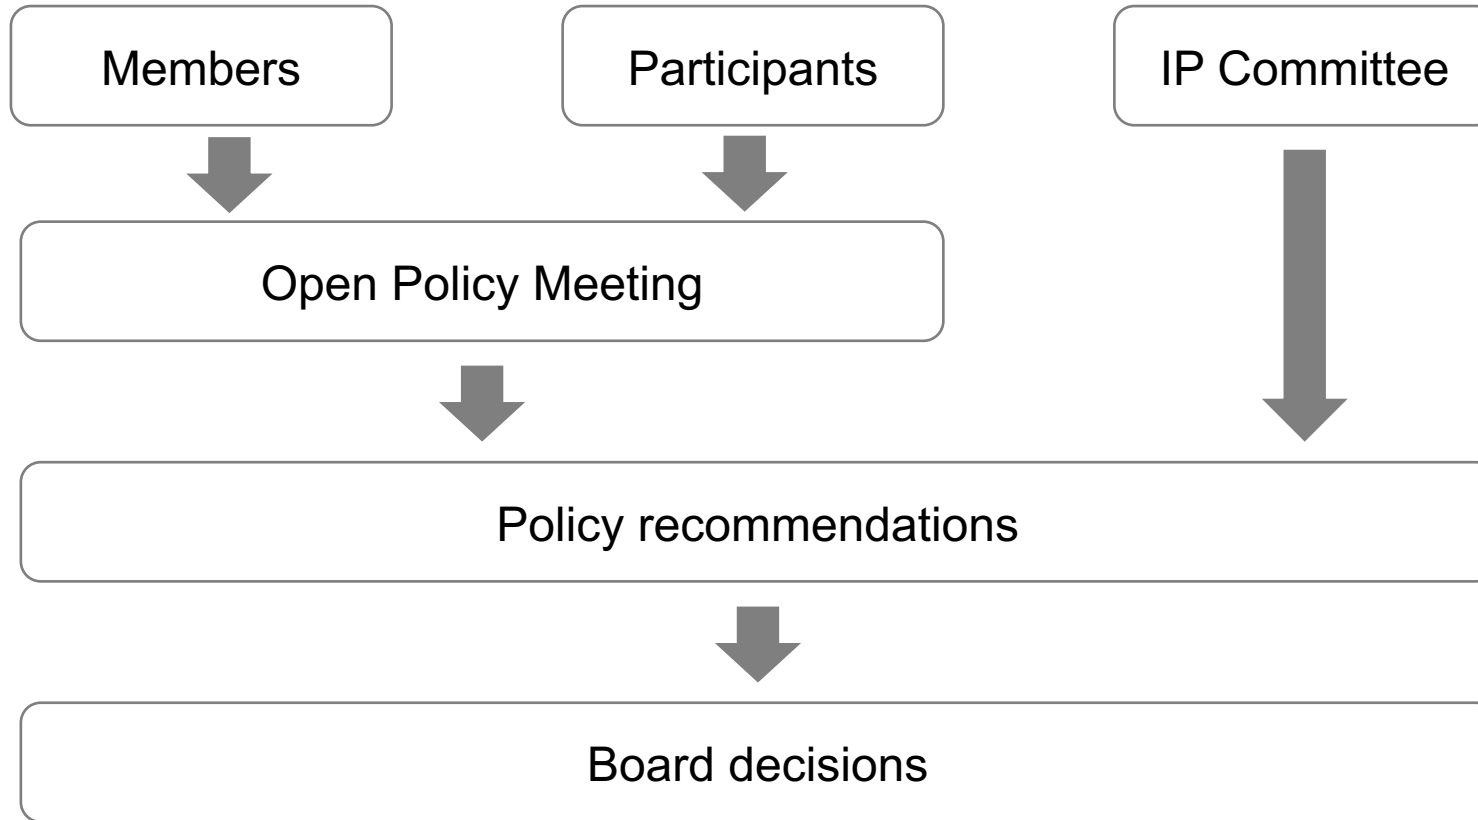 Members
Participants
IP Committee
Open Policy Meeting
Policy recommendations
Board decisions